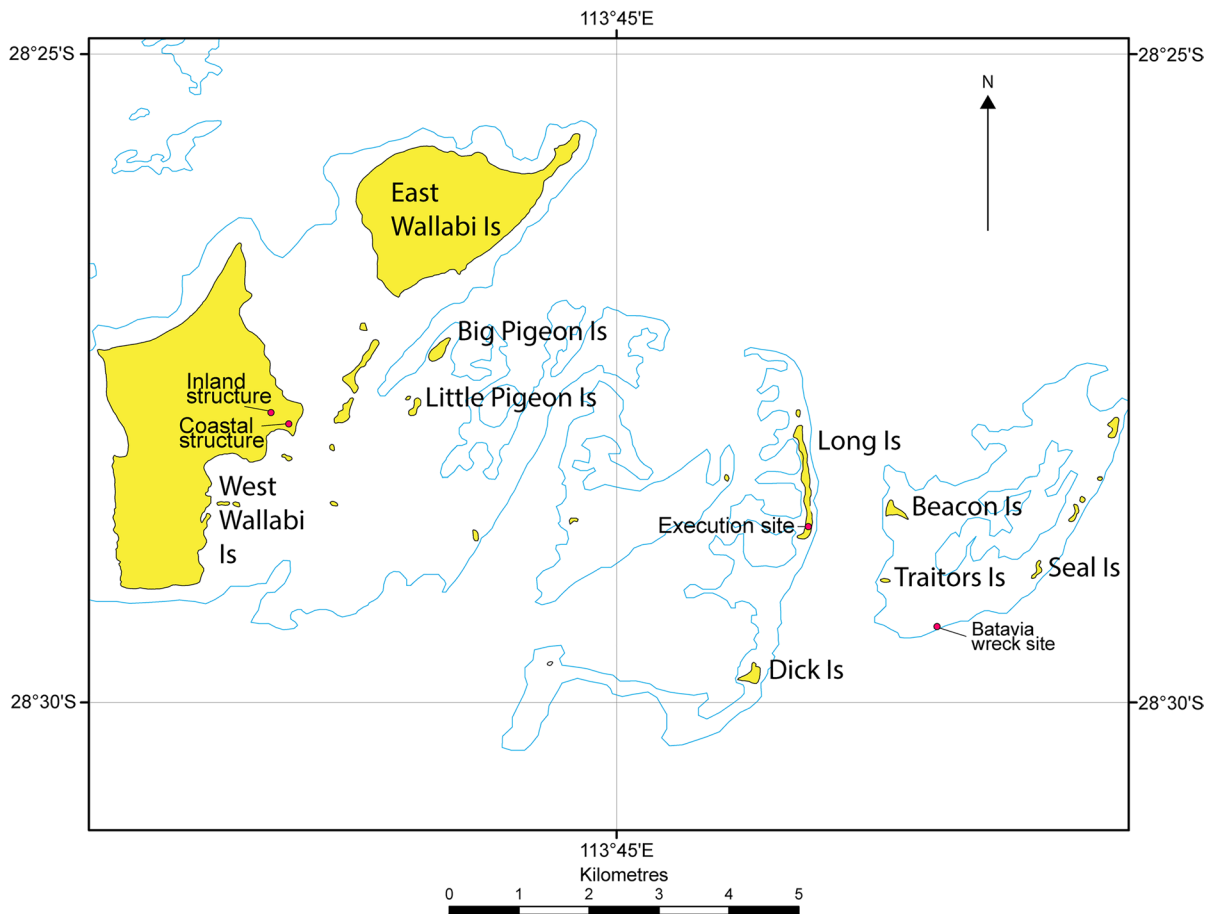 113°45'E
28°25'S
28°25'S
N
East
Wallabi Is
Big Pigeon Is
Inland
structure
Little Pigeon Is
Coastal
structure
Long Is
West
Wallabi
Is
Beacon Is
Execution site
Traitors Is
Seal Is
Batavia
wreck site
Dick Is
28°30'S
28°30'S
113°45'E
Kilometres
0 1 2 3 4 5